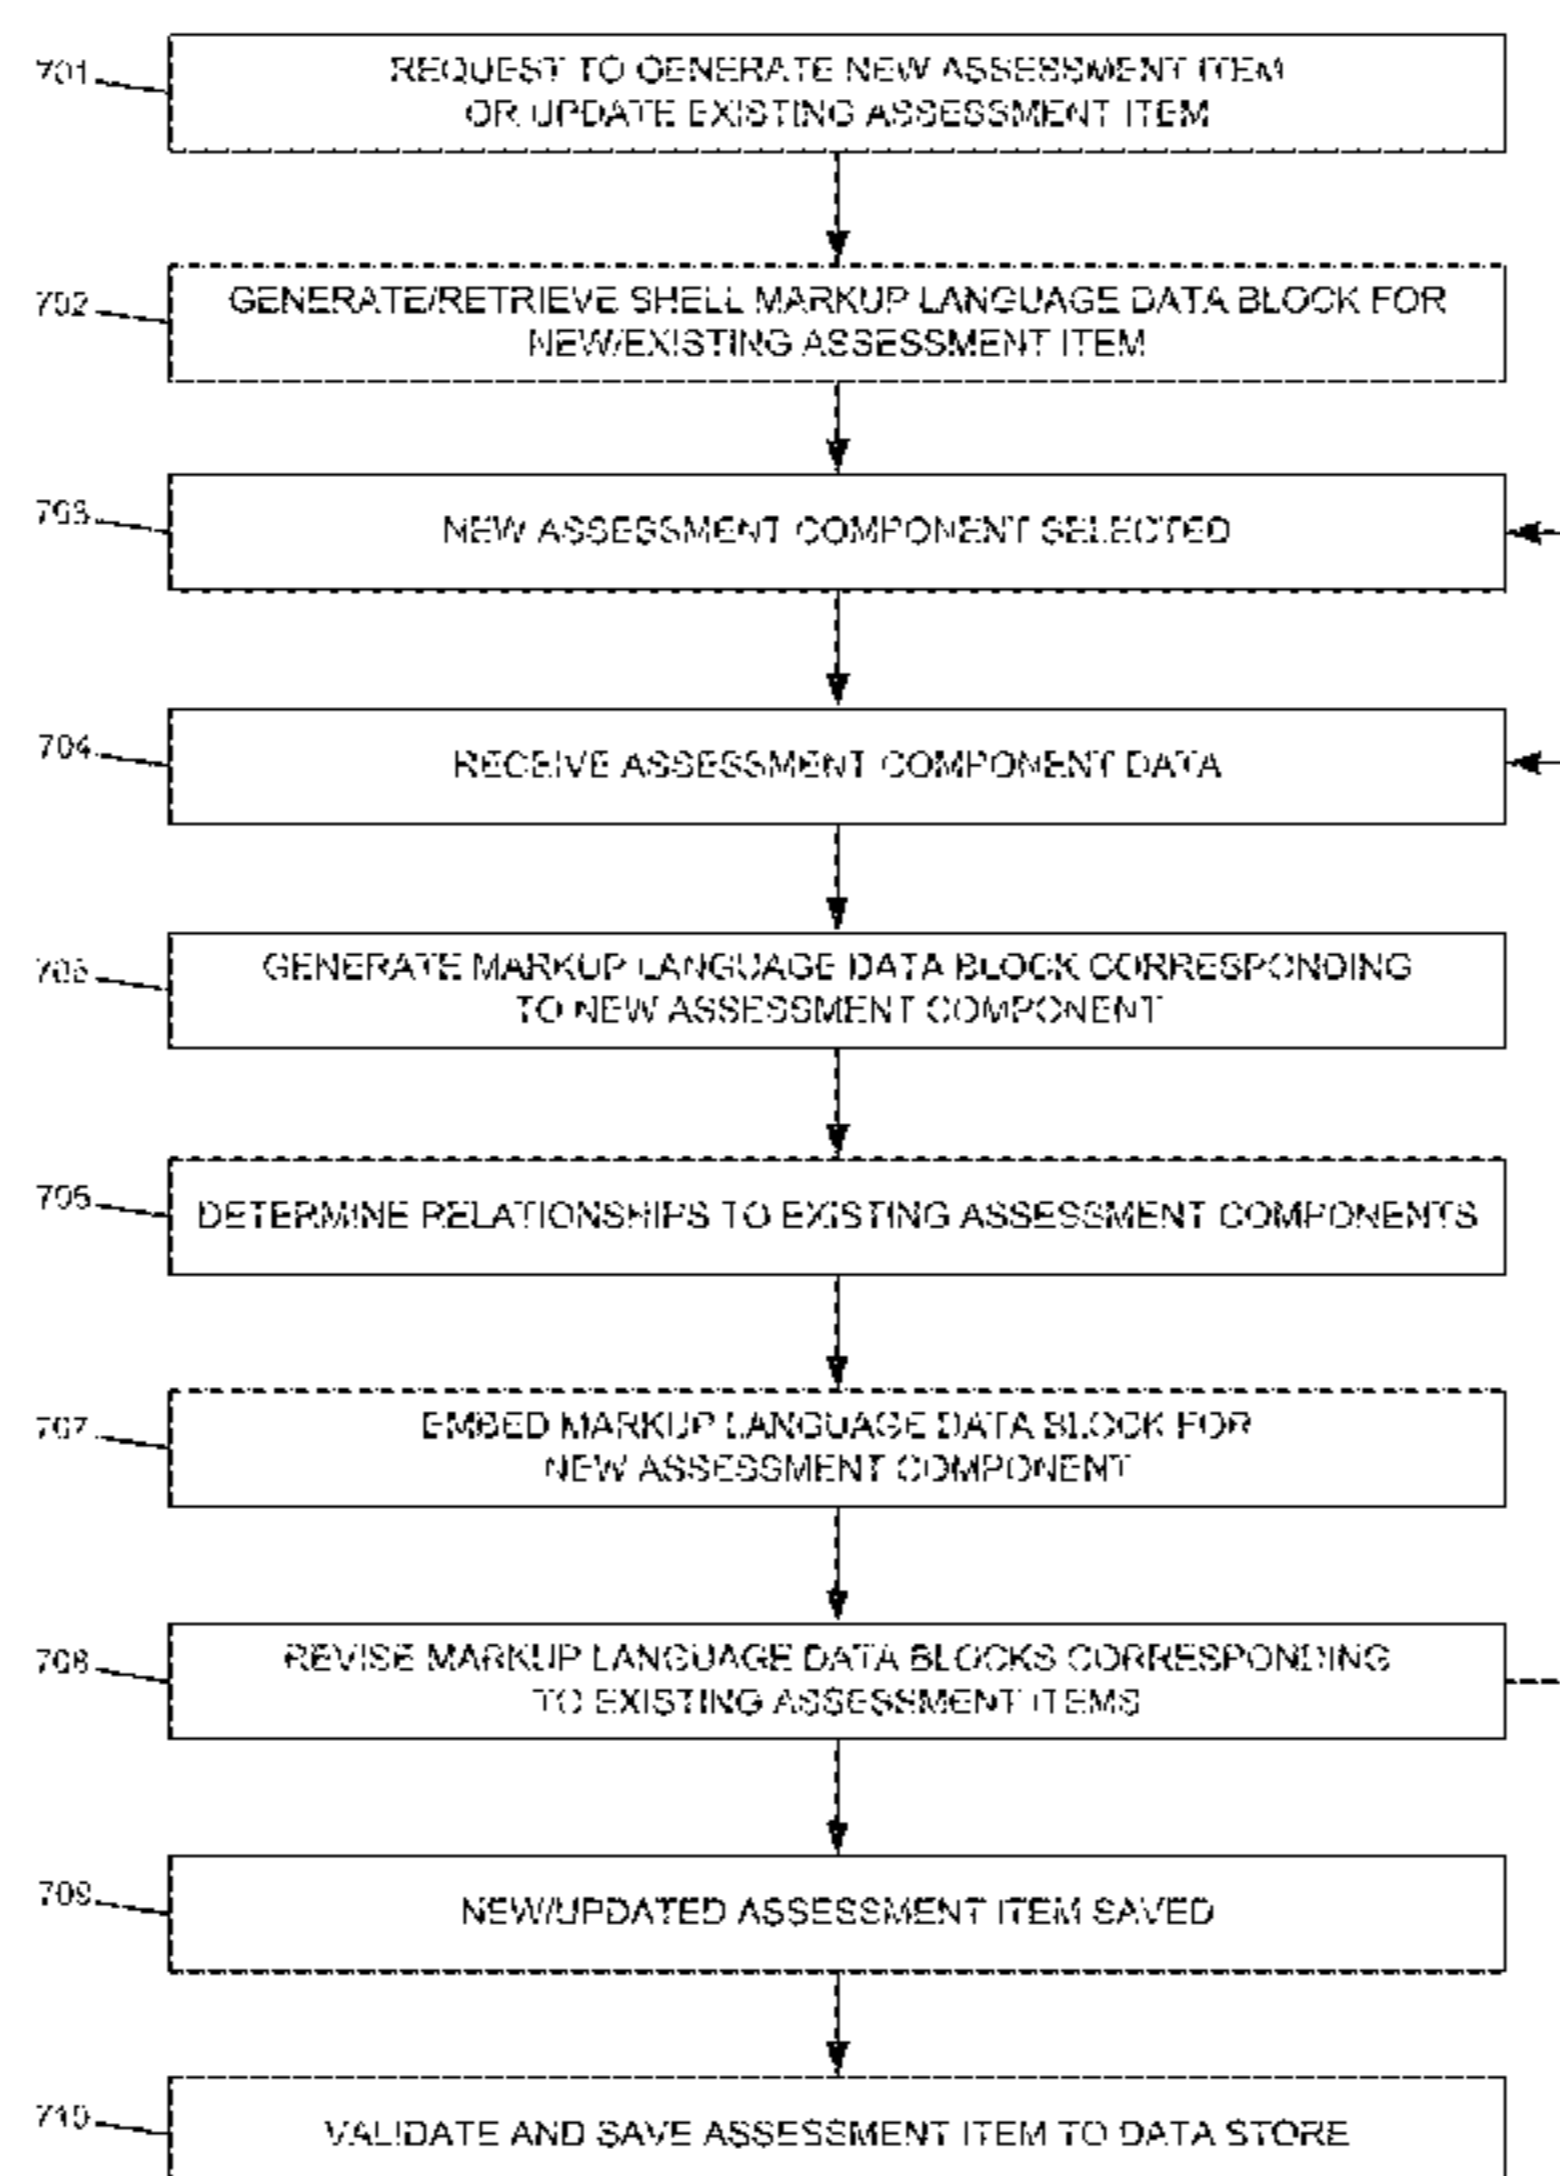 701
REQUEST TO GENERATE NEW ASSESSMENT ITEM
OR UPDATE EXISTING ASSESSMENT ITEM
702
GENERATE/RETRIEVE SHELL MARKUP LANGUAGE DATA BLOCK FOR
NEW/EXISTING ASSESSMENT ITEM
703
NEW ASSESSMENT COMPONENT SELECTED
704
RECEIVE ASSESSMENT COMPONENT DATA
705
GENERATE MARKUP LANGUAGE DATA BLOCK CORRESPONDING
TO NEW ASSESSMENT COMPONENT
706
DETERMINE RELATIONSHIPS TO EXISTING ASSESSMENT COMPONENTS
707
EMBED MARKUP LANGUAGE DATA BLOCK FOR
NEW ASSESSMENT COMPONENT
708
REVISE MARKUP LANGUAGE DATA BLOCKS CORRESPONDING
TO EXISTING ASSESSMENT ITEMS
709
NEW/UPDATED ASSESSMENT ITEM SAVED
710
VALIDATE AND SAVE ASSESSMENT ITEM TO DATA STORE